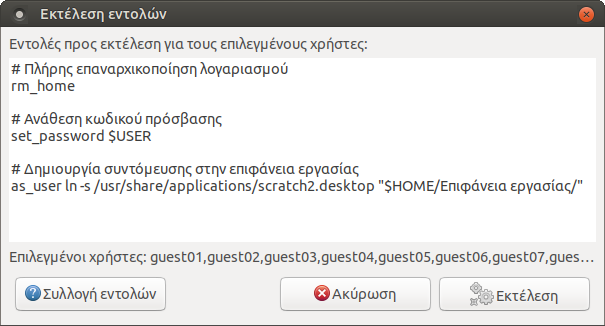 Εκτέλεση εντολών
Εντολές προς εκτέλεση για τους επιλεγμένους χρήστες:
# Πλήρης επαναρχικοποίηση λογαριασμού
rm_home
# Ανάθεση κωδικού πρόσβασης
set_password $USER
# Δημιουργία συντόμευσης στην επιφάνεια εργασίας
as_user ln -s /usr/share/applications/scratch2.desktop "$HOME/Επιφάνεια εργασίας/"
Επιλεγμένοι χρήστες: guest01,guest02,guest03,guest04,guest05,guest06,guest07,gues...
Συλλογή εντολών
Ακύρωση
Εκτέλεση